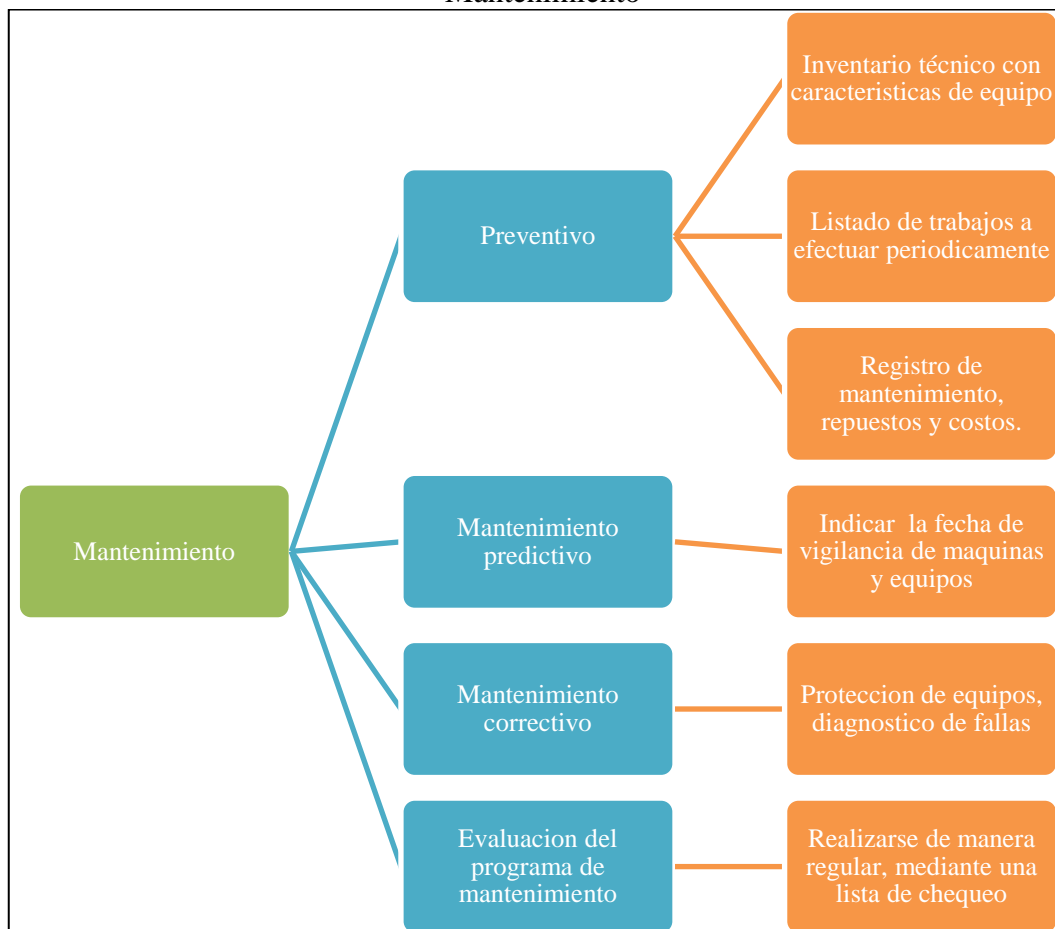 Mantenimiento
Inventario técnico con
caracteristicas de equipo
Preventivo
Listado de trabajos a
efectuar periodicamente
Registro de
mantenimiento,
repuestos y costos.
Mantenimiento
Mantenimiento
predictivo
Indicar la fecha de
vigilancia de maquinas
y equipos
Mantenimiento
correctivo
Proteccion de equipos,
diagnostico de fallas
Evaluacion del
programa de
mantenimiento
Realizarse de manera
regular, mediante una
lista de chequeo